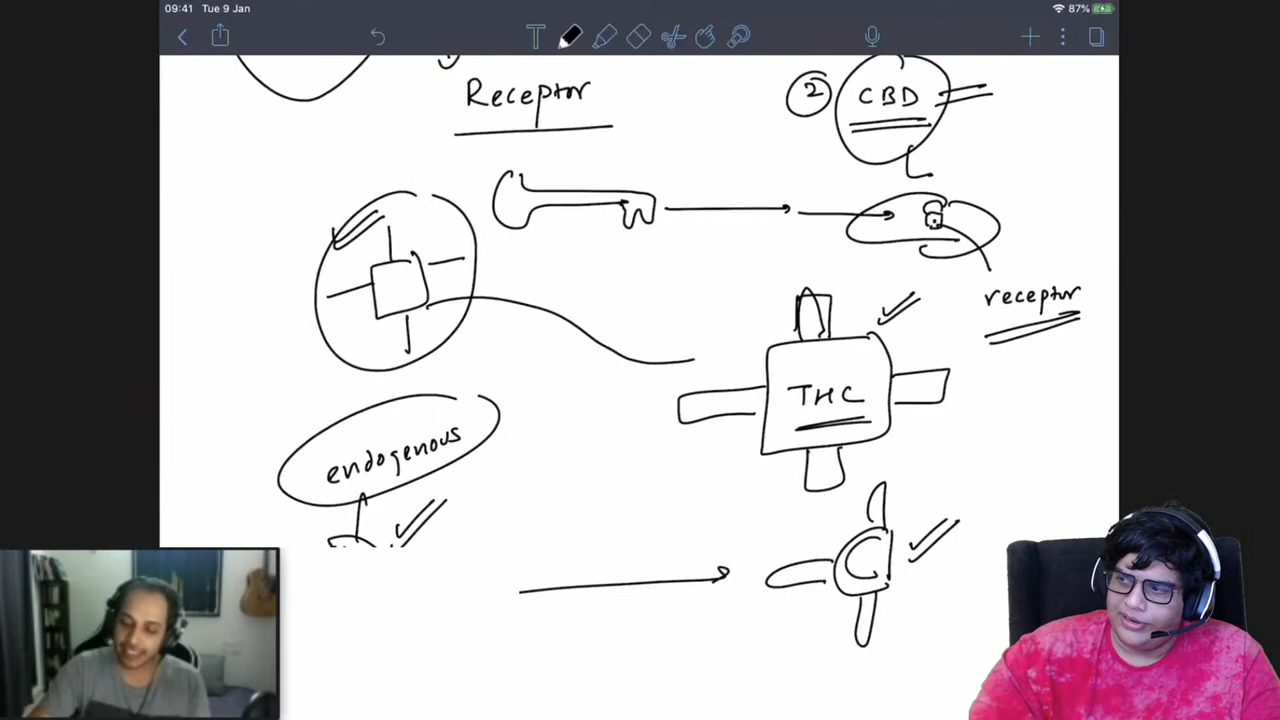 09:41 Tue 9 Jan
87%
T
Receptor
2 CBD
receptor
THC
endogenous
C